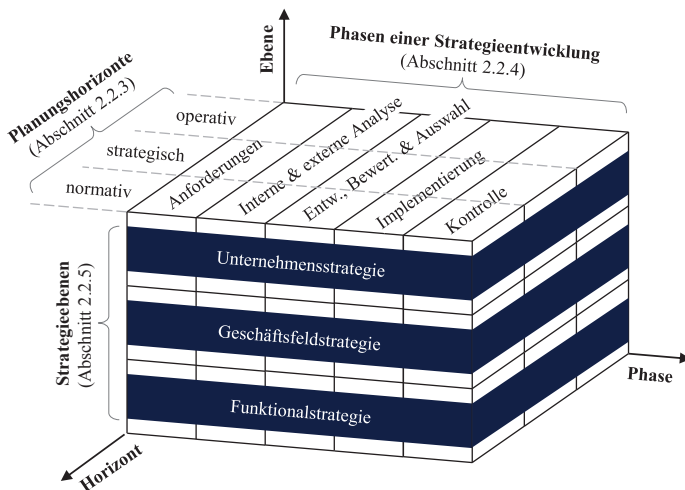 Ebene
Phasen einer Strategieentwicklung
(Abschnitt 2.2.4)
Planungshorizonte
(Abschnitt 2.2.3)
operativ
strategisch
normativ
Anforderungen
Interne & externe Analyse
Entw., Bewert. & Auswahl
Implementierung
Kontrolle
Strategieebenen
(Abschnitt 2.2.5)
Unternehmensstrategie
Geschäftsfeldstrategie
Funktionalstrategie
Phase
Horizont